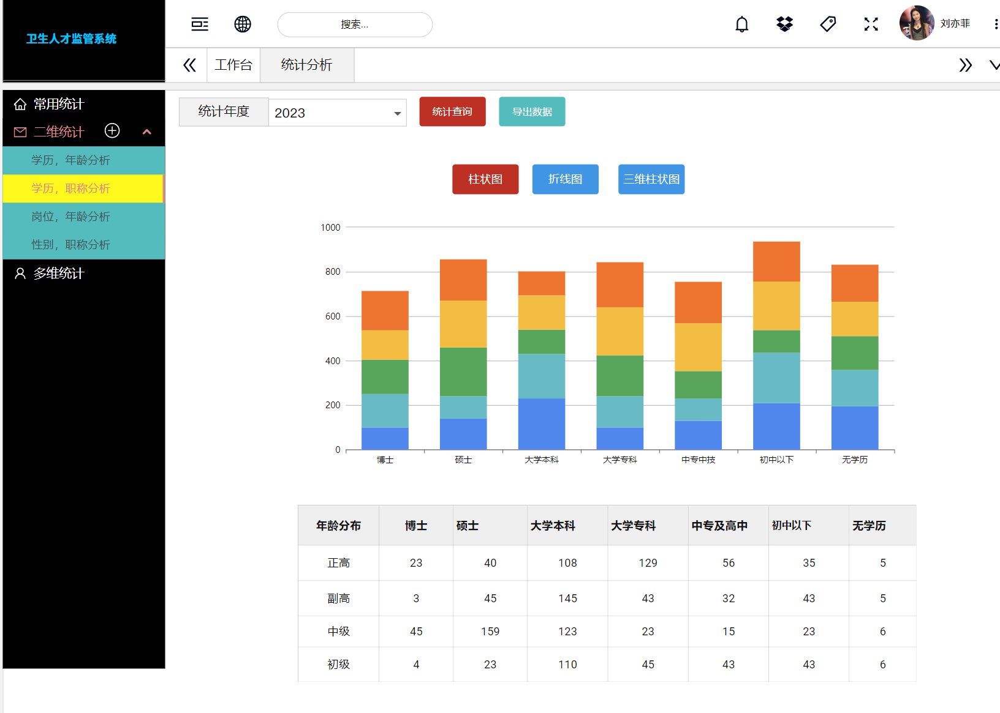 卫生人才监管系统
搜索...
刘亦菲
工作台
统计分析
常用统计
二维统计
学历，年龄分析
学历，职称分析
岗位，年龄分析
性别，职称分析
多维统计
统计年度
2023
统计查询
导出数据
柱状图
折线图
三维柱状图
1000
800
600
400
200
0
博士 硕士 大学本科 大学专科 中专中技 初中以下 无学历
年龄分布 博士 硕士 大学本科 大学专科 中专及高中 初中以下 无学历
正高 23 40 108 129 56 35 5
副高 3 45 145 43 32 43 5
中级 45 159 123 23 15 23 6
初级 4 23 110 45 43 43 6